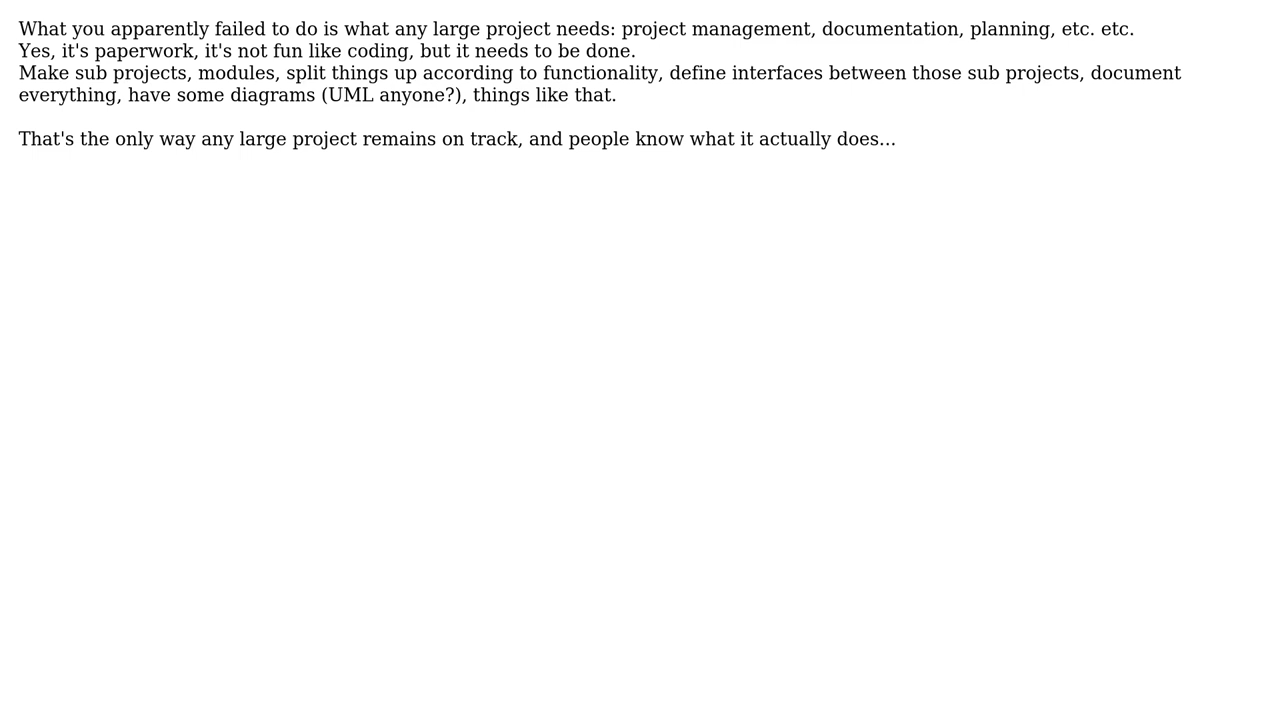 What you apparently failed to do is what any large project needs: project management, documentation, planning, etc. etc.
Yes, it's paperwork, it's not fun like coding, but it needs to be done.
Make sub projects, modules, split things up according to functionality, define interfaces between those sub projects, document
everything, have some diagrams (UML anyone?), things like that.

That's the only way any large project remains on track, and people know what it actually does...